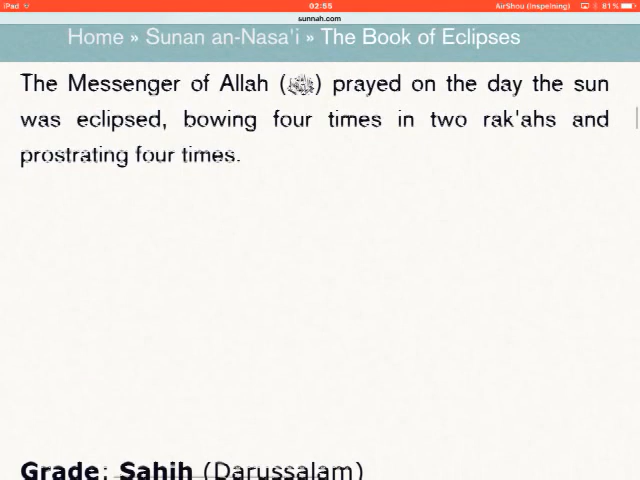 iPad 02:55 AirShou (Inspelning) 81 %
sunnah.com
Home » Sunan an-Nasa'i » The Book of Eclipses
The Messenger of Allah (ﷺ) prayed on the day the sun
was eclipsed, bowing four times in two rak'ahs and
prostrating four times.
Grade: Sahih (Darussalam)